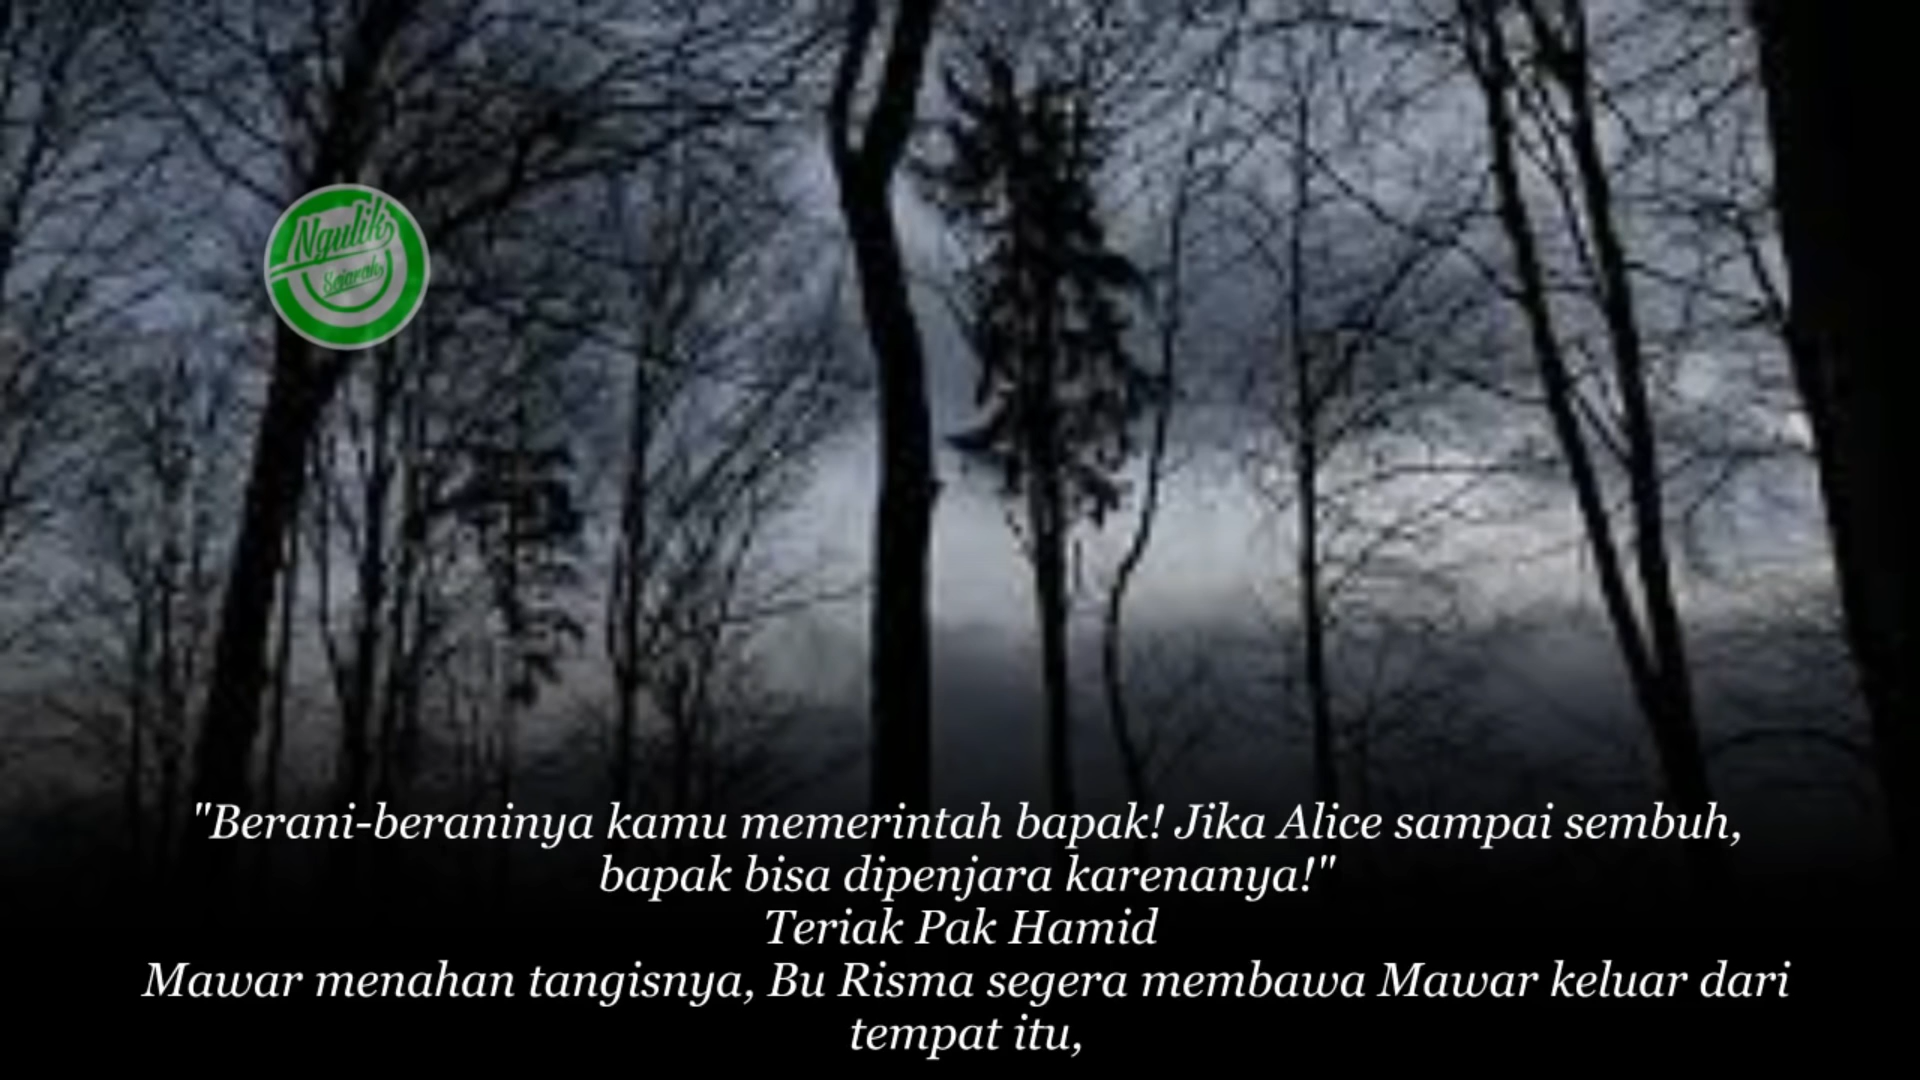 Ngulik
Sejarah
"Berani-beraninya kamu memerintah bapak! Jika Alice sampai sembuh,
bapak bisa dipenjara karenanya!"
Teriak Pak Hamid
Mawar menahan tangisnya, Bu Risma segera membawa Mawar keluar dari
tempat itu,